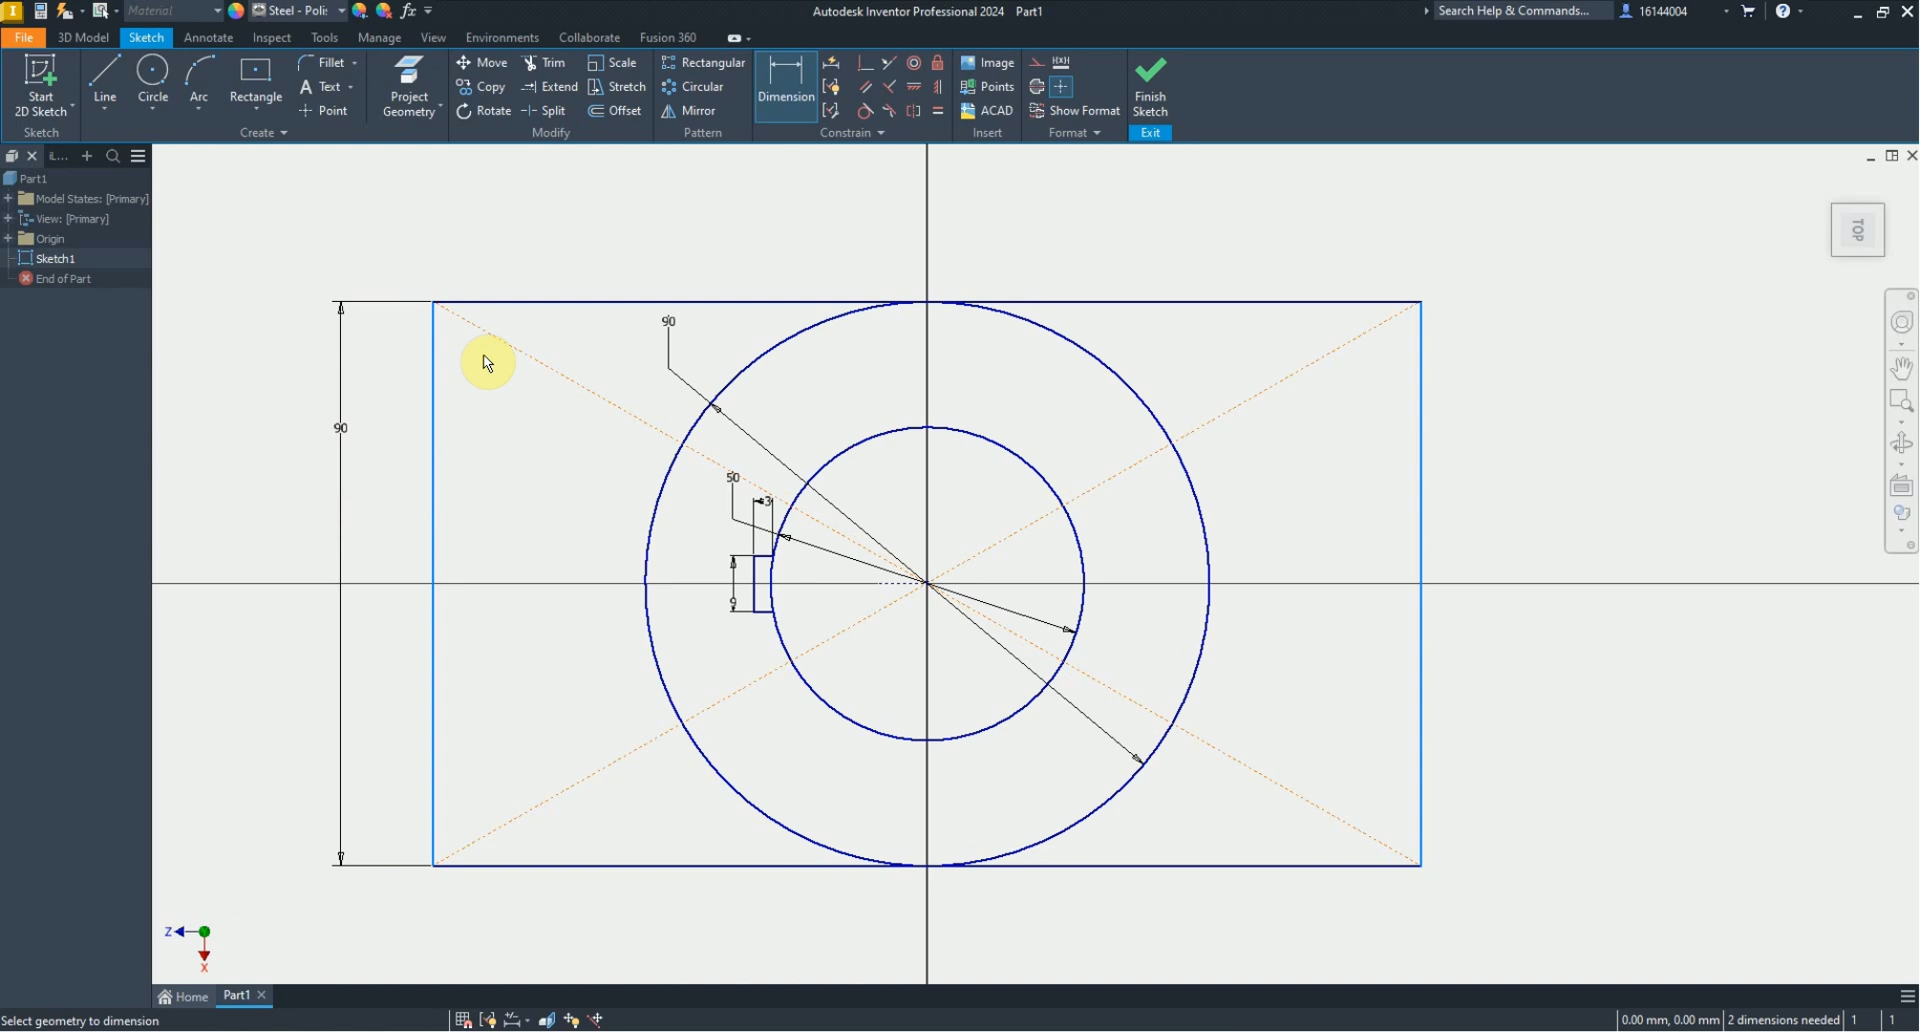 Material Steel - Polis Autodesk Inventor Professional 2024 Part1 Search Help & Commands... 16144004
File 3D Model Sketch Annotate Inspect Tools Manage View Environments Collaborate Fusion 360
Start
2D Sketch
Line
Circle
Arc
Rectangle
Fillet
Text
Point
Project
Geometry
Move
Copy
Rotate
Trim
Extend
Split
Scale
Stretch
Offset
Rectangular
Circular
Mirror
Dimension
Image
Points
ACAD
Show Format
Finish
Sketch
Sketch Create Modify Pattern Constrain Insert Format Exit
Part1
Model States: [Primary]
View: [Primary]
Origin
Sketch1
End of Part
TOP
90
90
50
3
9
Z
X
Home Part1
Select geometry to dimension 0.00 mm, 0.00 mm 2 dimensions needed 1 1